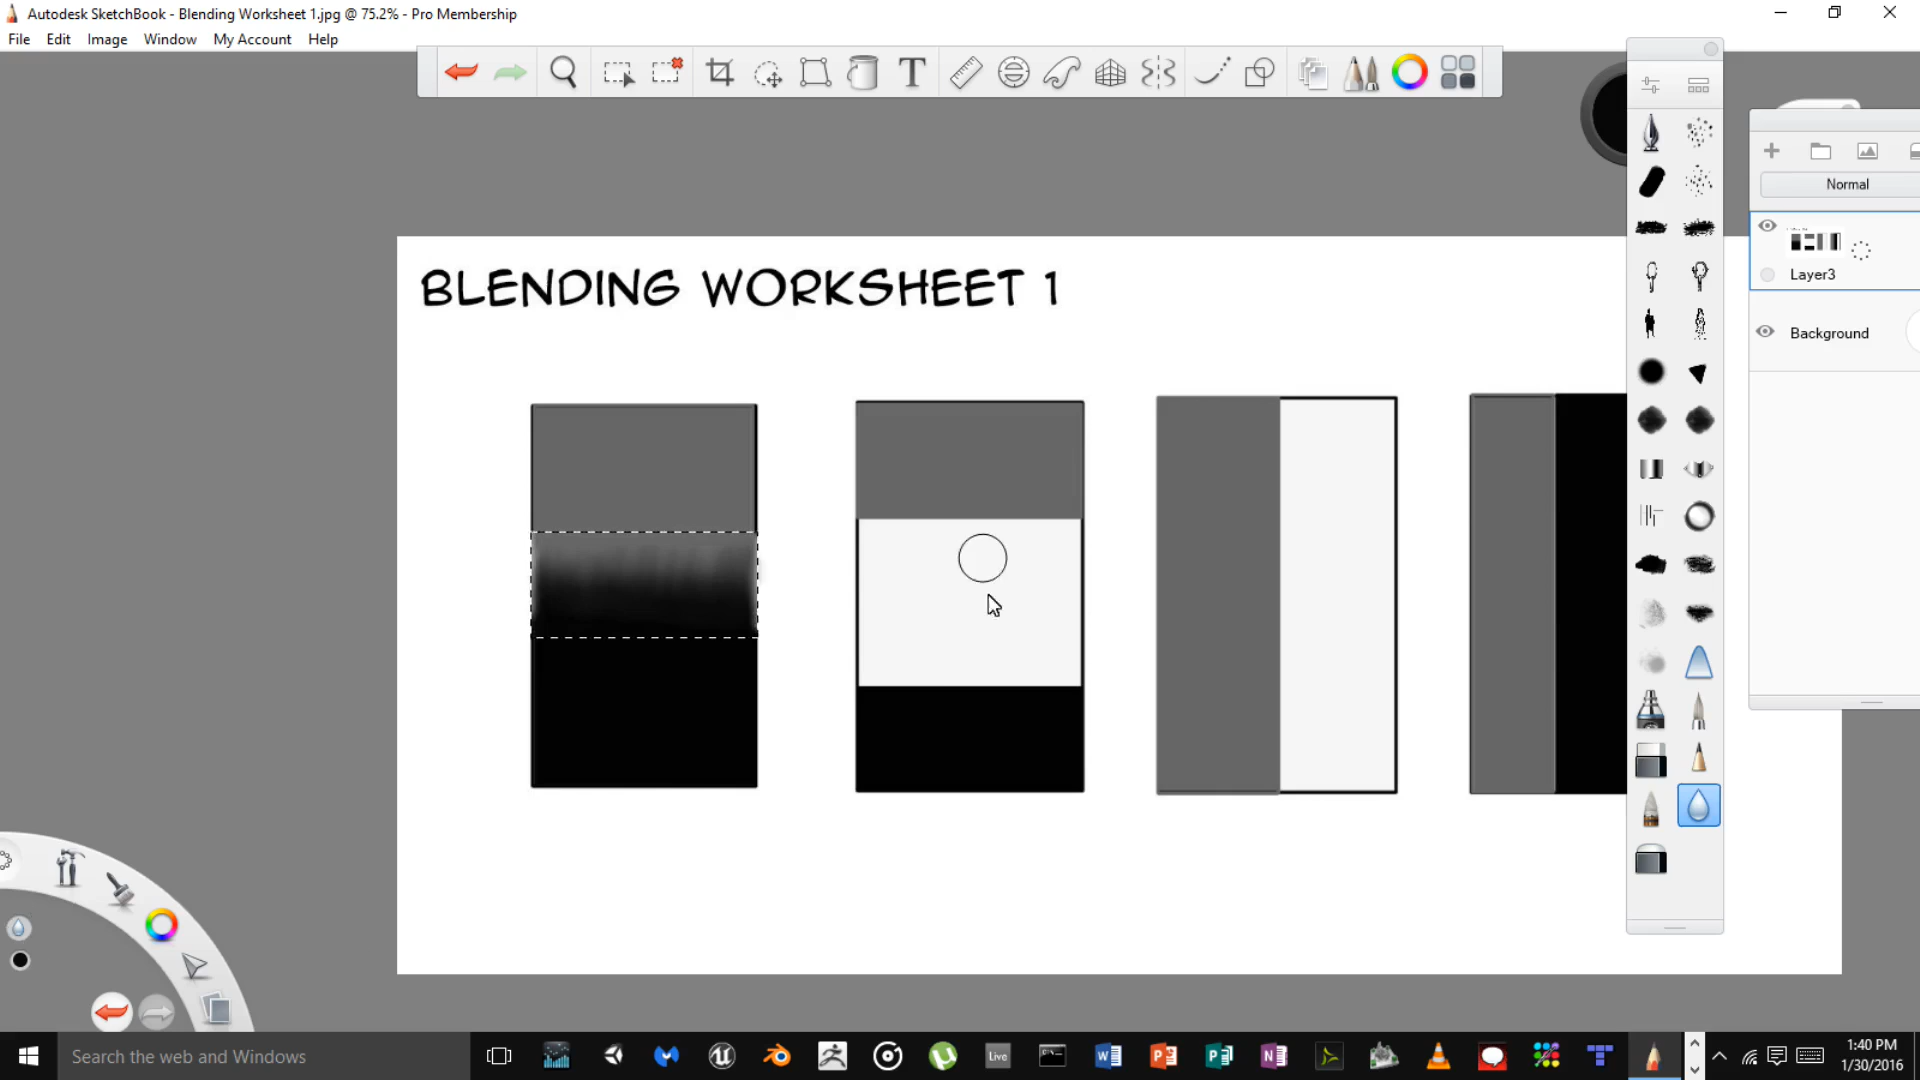 Autodesk SketchBook - Blending Worksheet 1.jpg @ 75.2% - Pro Membership
File Edit Image Window My Account Help
T
Normal
Layer3
Background
BLENDING WORKSHEET 1
Search the web and Windows
Live
1:40 PM
1/30/2016